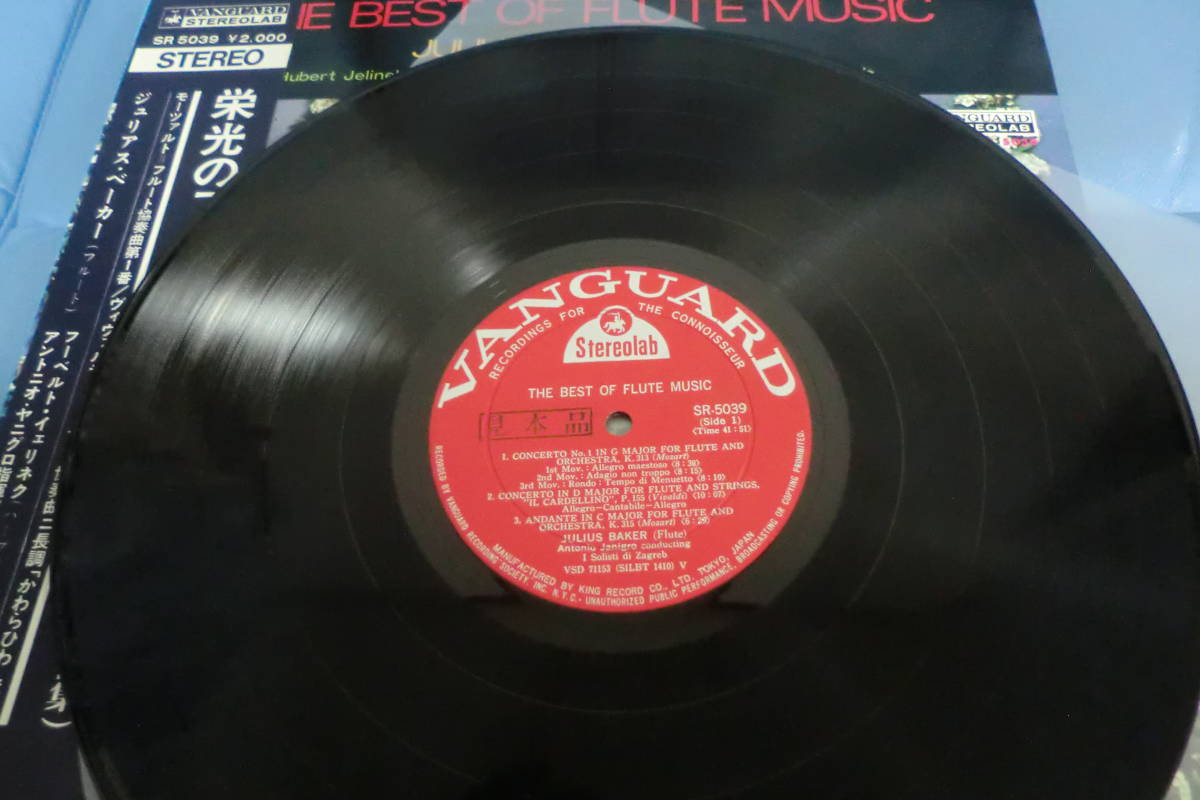 VANGUARD
STEREOLAB
SR 5039 ¥2.000
STEREO
THE BEST OF FLUTE MUSIC
Hubert
VANGUARD
栄光の
モーツァルト=フルート協奏曲第1番/ヴィヴ
ジュリアス・ベーカー(フルート)
フーベルト・イェリネク
アントニオ・ヤニグロ指揮
ニ長調「かわらひわ
集)
VANGUARD
RECORDINGS FOR THE CONNOISSEUR
Stereolab
THE BEST OF FLUTE MUSIC
見本品
SR-5039
(Side 1)
(Time 41:51)
1. CONCERTO No.1 IN G MAJOR FOR FLUTE AND
ORCHESTRA, K. 313 (Mozart)
1st Mov.: Allegro maestoso (8:38)
2nd Mov.: Adagio non troppo (8:15)
3rd Mov.: Rondo: Tempo di Menuetto (8:10)
2. CONCERTO IN D MAJOR FOR FLUTE AND STRINGS,
"IL CARDELLINO", P. 155 (Vivaldi) (10:07)
Allegro-Cantabile-Allegro
3. ANDANTE IN C MAJOR FOR FLUTE AND
ORCHESTRA, K. 315 (Mozart) (6:29)
JULIUS BAKER (Flute)
Antonio Janigro conducting
I Solisti di Zagreb
VSD 71153 (SILBT 1410) V
RECORDED BY VANGUARD RECORDING SOCIETY, INC. N.Y.C.・UNAUTHORIZED PUBLIC PERFORMANCE, BROADCASTING OR COPYING PROHIBITED.
MANUFACTURED BY KING RECORD CO., LTD. TOKYO, JAPAN